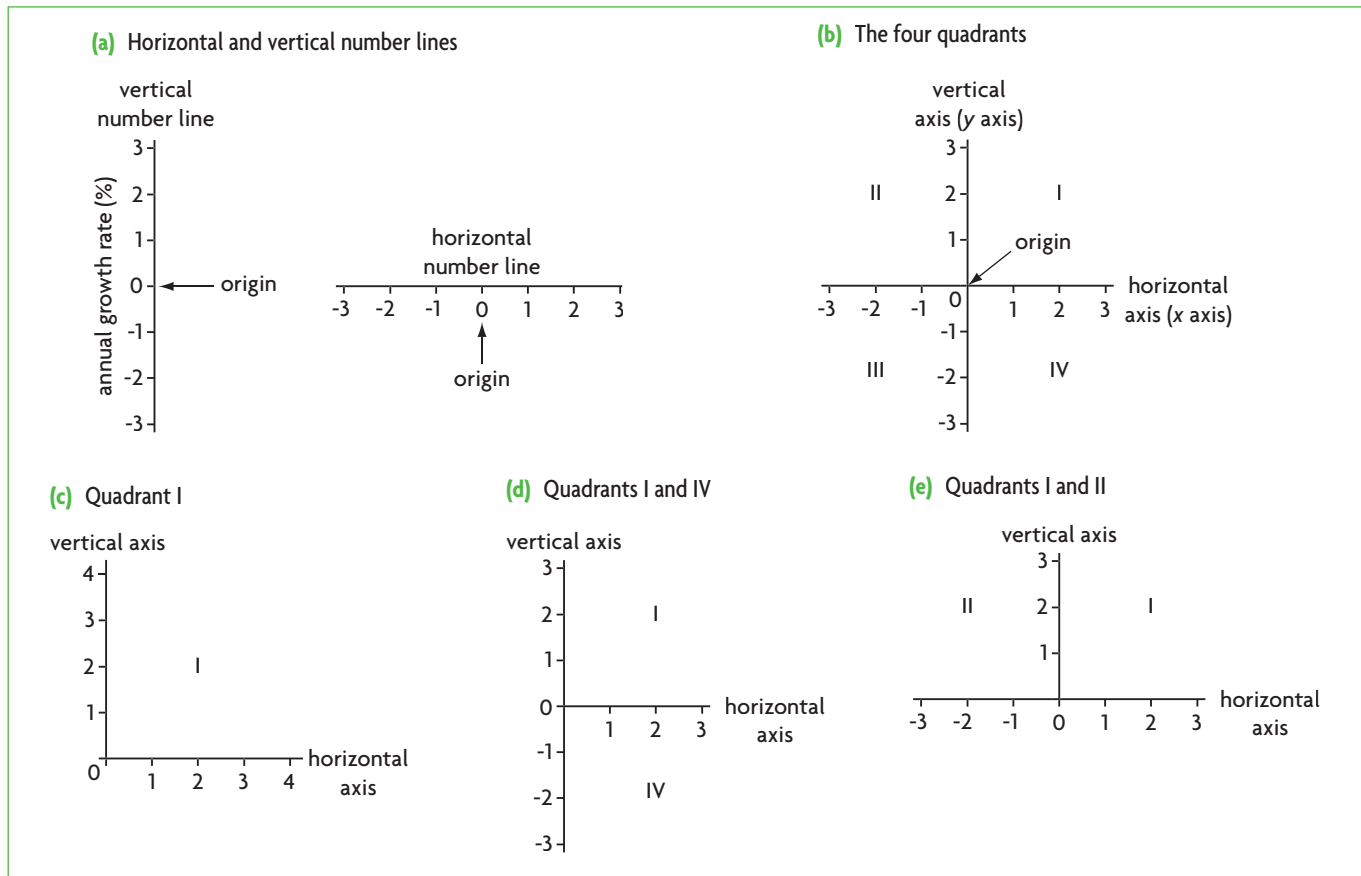 (a) Horizontal and vertical number lines
vertical
number line
annual growth rate (%)
3
2
1
0
-1
-2
-3
origin
horizontal
number line
-3 -2 -1 0 1 2 3
origin
(b) The four quadrants
vertical
axis (y axis)
3
II 2 I
1
origin
-3 -2 -1 0 1 2 3
horizontal
axis (x axis)
-1
III -2 IV
-3
(c) Quadrant I
vertical axis
4
3
2 I
1
0 1 2 3 4
horizontal
axis
(d) Quadrants I and IV
vertical axis
3
2 I
1
0
1 2 3
horizontal
axis
-1
-2 IV
-3
(e) Quadrants I and II
vertical axis
3
II 2 I
1
-3 -2 -1 0 1 2 3
horizontal
axis